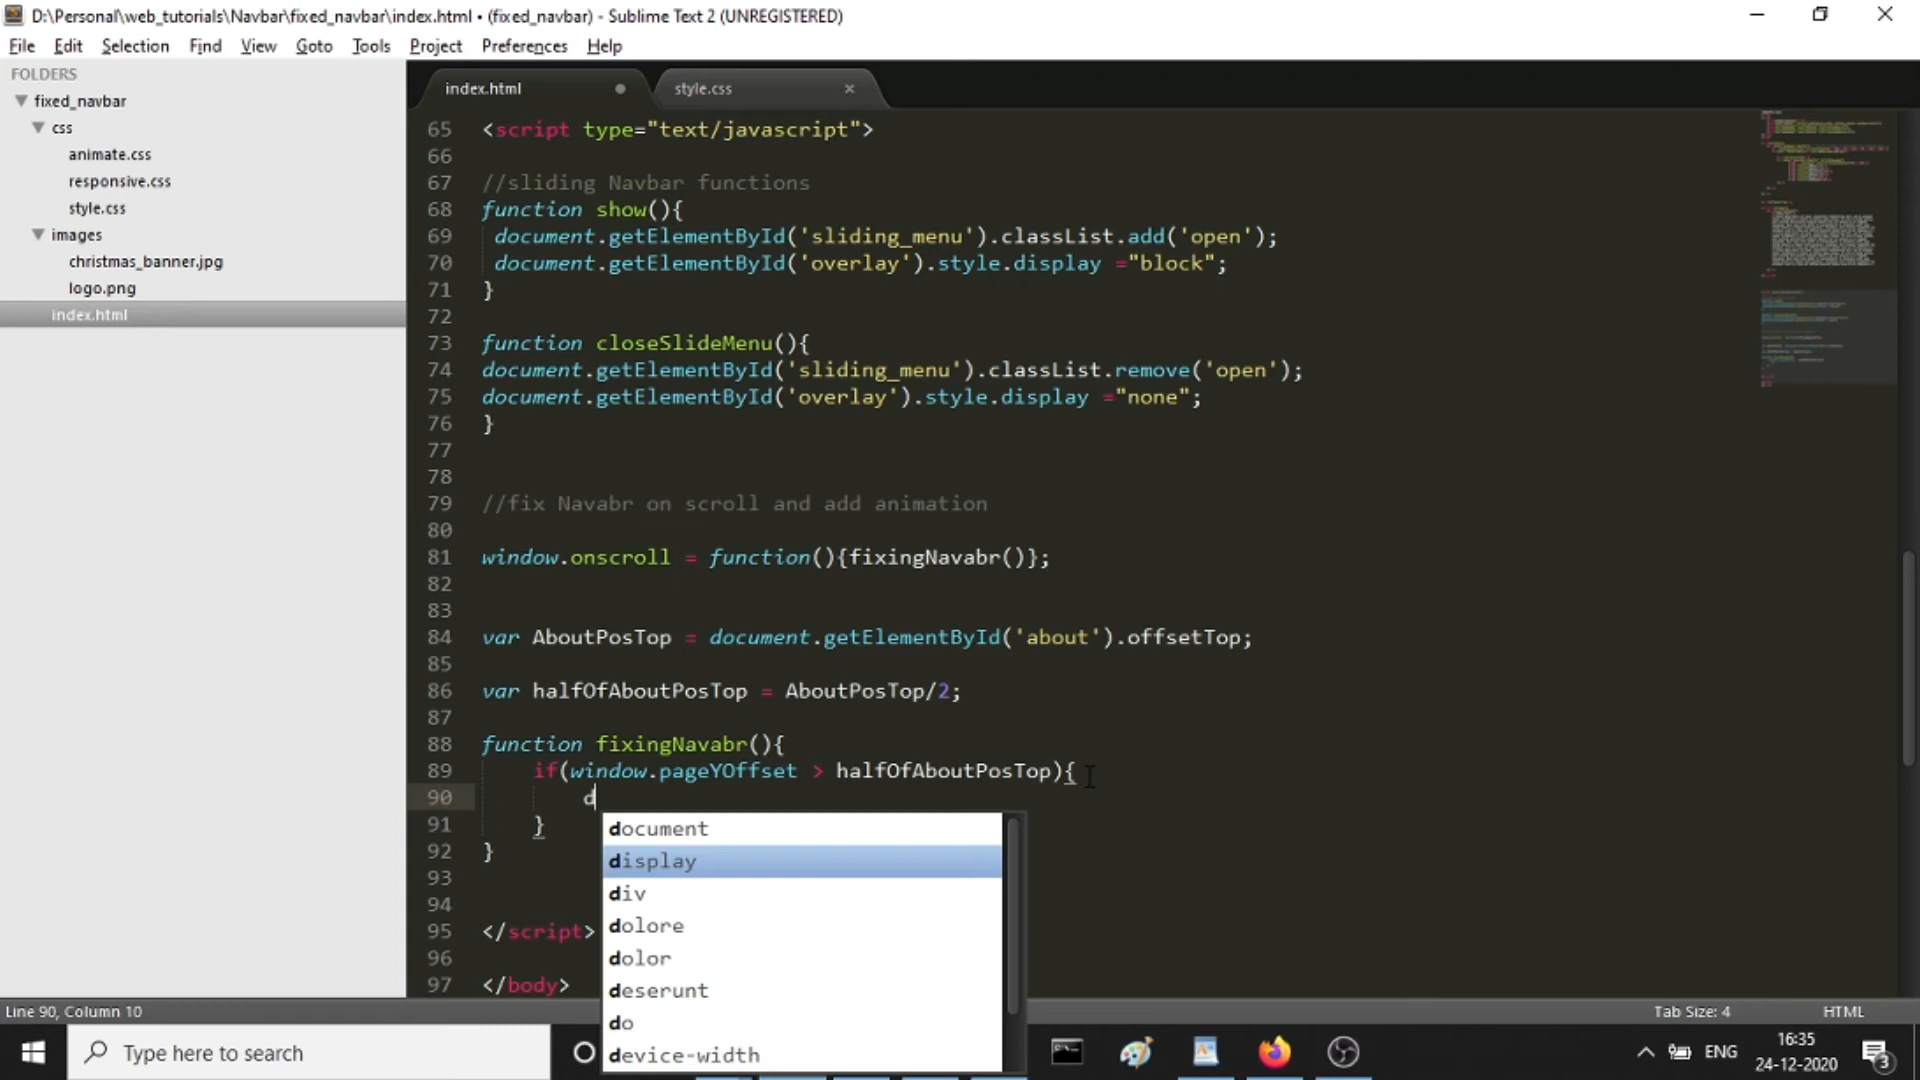 D:\Personal\web_tutorials\Navbar\fixed_navbar\index.html • (fixed_navbar) - Sublime Text 2 (UNREGISTERED)
File Edit Selection Find View Goto Tools Project Preferences Help
FOLDERS
fixed_navbar
css
animate.css
responsive.css
style.css
images
christmas_banner.jpg
logo.png
index.html
index.html style.css
65 <script type="text/javascript">
66
67 //sliding Navbar functions
68 function show(){
69 document.getElementById('sliding_menu').classList.add('open');
70 document.getElementById('overlay').style.display ="block";
71 }
72
73 function closeSlideMenu(){
74 document.getElementById('sliding_menu').classList.remove('open');
75 document.getElementById('overlay').style.display ="none";
76 }
77
78
79 //fix Navabr on scroll and add animation
80
81 window.onscroll = function(){fixingNavabr()};
82
83
84 var AboutPosTop = document.getElementById('about').offsetTop;
85
86 var halfOfAboutPosTop = AboutPosTop/2;
87
88 function fixingNavabr(){
89 if(window.pageYOffset > halfOfAboutPosTop){
90 d
91 }
92 }
93
94
95 </script>
96
97 </body>
document
display
div
dolore
dolor
deserunt
do
device-width
Line 90, Column 10 Tab Size: 4 HTML
Type here to search
ENG
16:35
24-12-2020
3